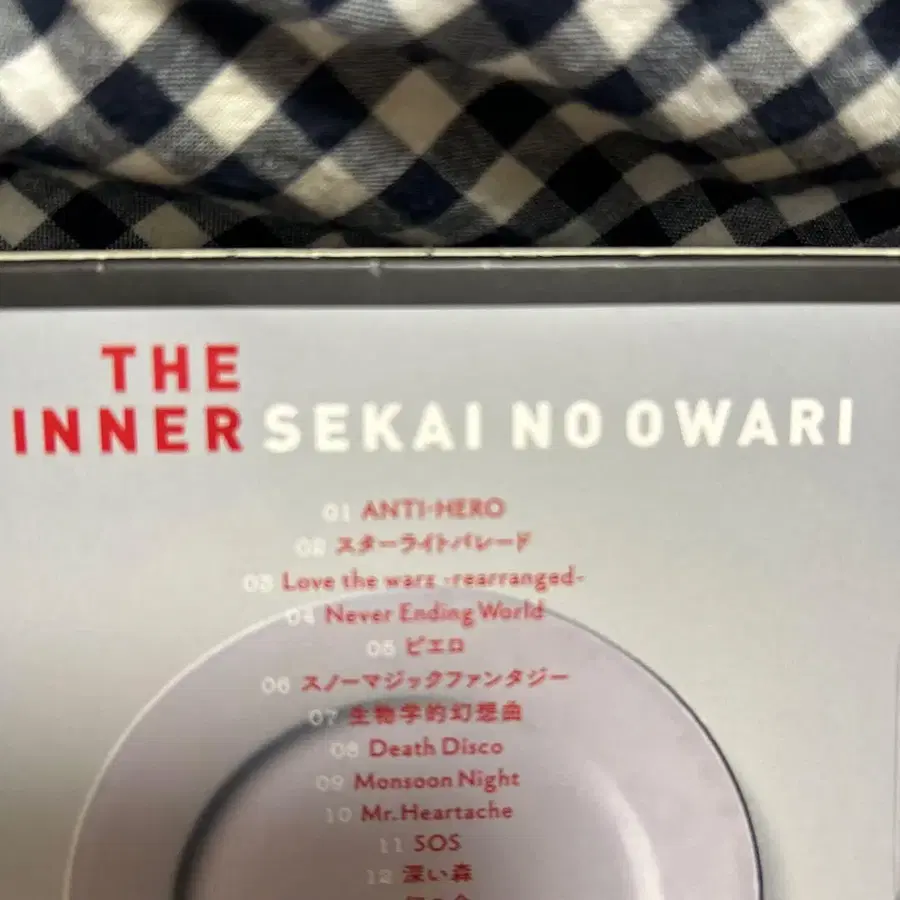 THE
INNER SEKAI NO OWARI
01 ANTI-HERO
02 スターライトパレード
03 Love the warz -rearranged-
04 Never Ending World
05 ピエロ
06 スノーマジックファンタジー
07 生物学的幻想曲
08 Death Disco
09 Monsoon Night
10 Mr. Heartache
11 SOS
12 深い森